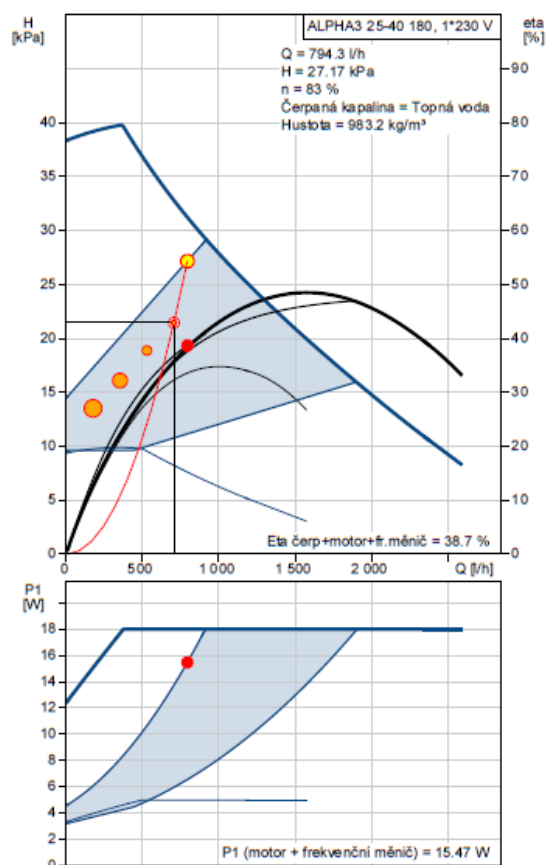 H
[kPa]
ALPHA3 25-40 180, 1*230 V
eta
[%]
Q = 794.3 l/h
H = 27.17 kPa
n = 83 %
Čerpaná kapalina = Topná voda
Hustota = 983.2 kg/m³
40
35
30
25
20
15
10
5
0
90
80
70
60
50
40
30
20
10
0
Eta čerp+motor+fr.měnič = 38.7 %
0
500
1 000
1 500
2 000
Q [l/h]
P1
[W]
18
16
14
12
10
8
6
4
2
0
P1 (motor + frekvenční měnič) = 15.47 W